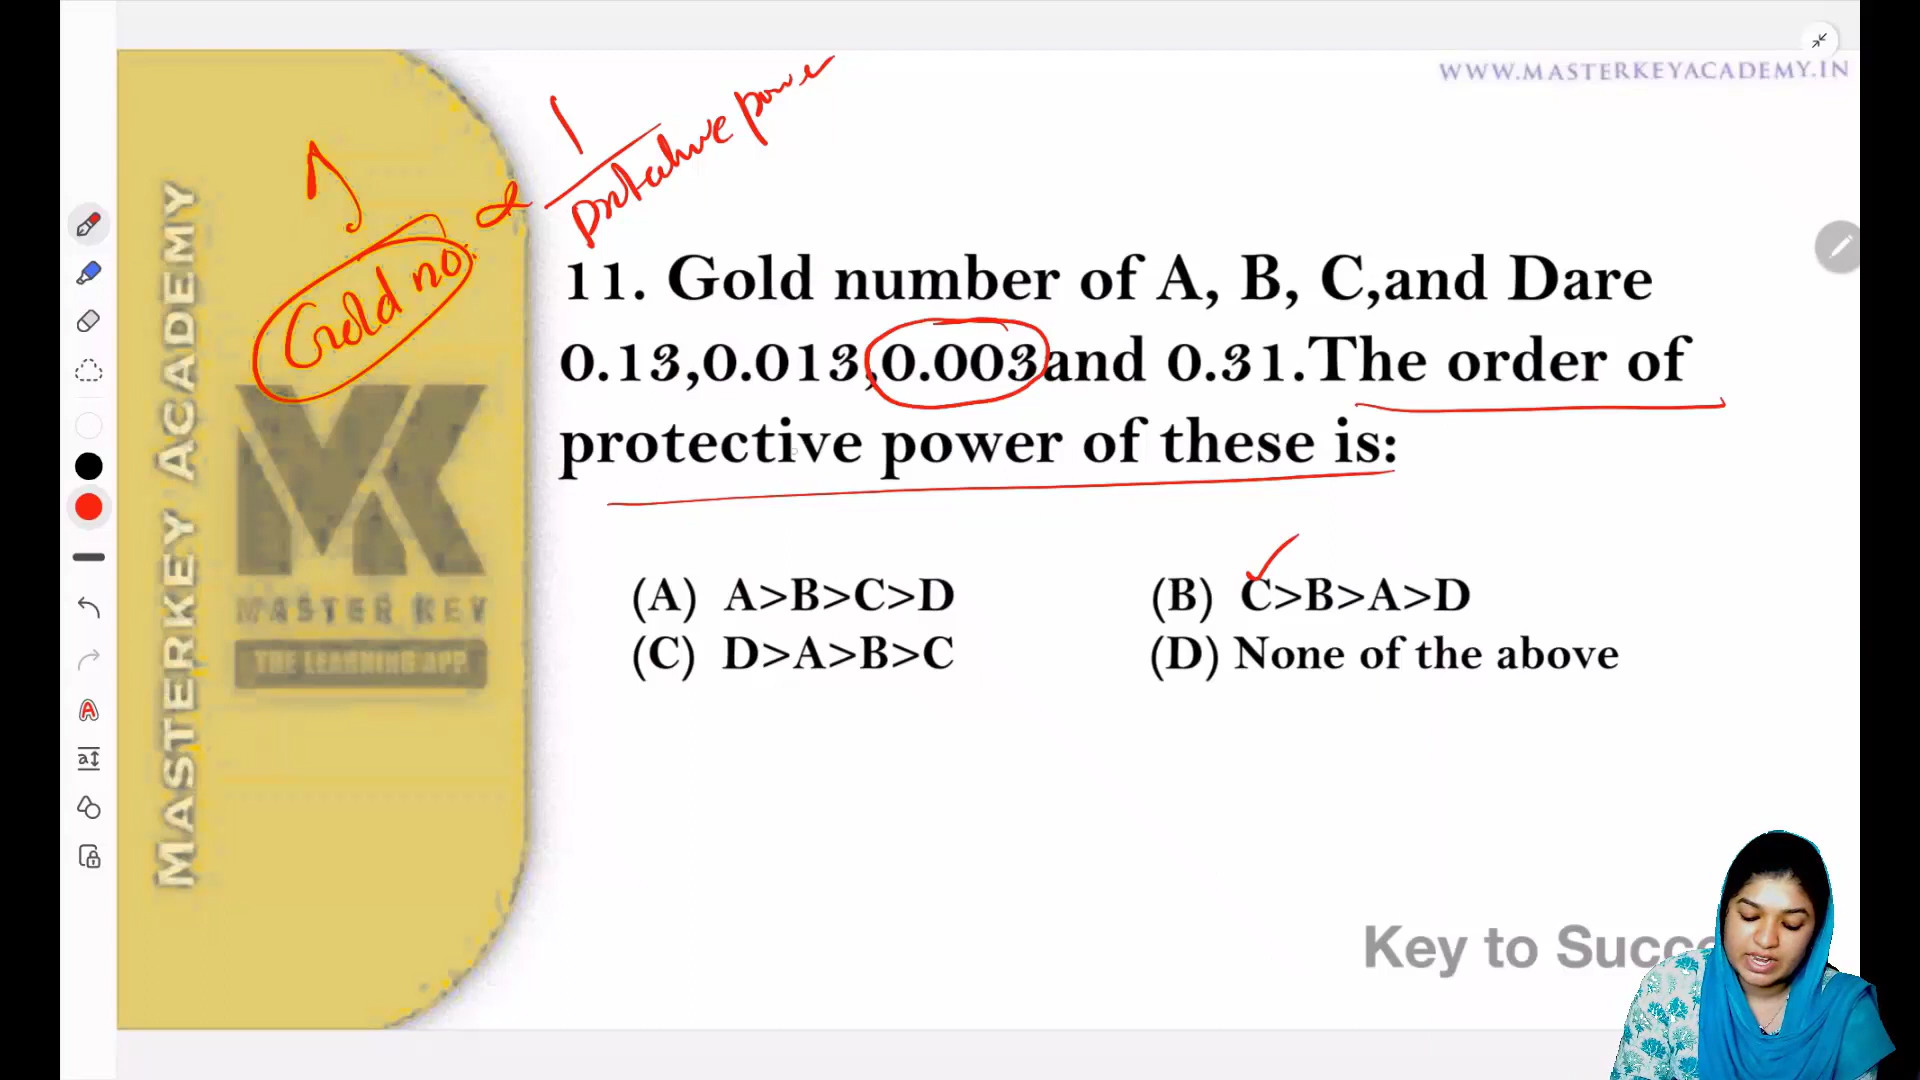 WWW.MASTERKEYACADEMY.IN
Gold no. ∝ 1
protective power
MASTERKEY ACADEMY
MASTER KEY
THE LEARNING APP
11. Gold number of A, B, C,and Dare
0.13,0.013,0.003and 0.31.The order of
protective power of these is:
(A) A>B>C>D
(B) C>B>A>D
(C) D>A>B>C
(D) None of the above
Key to Succe
A
a